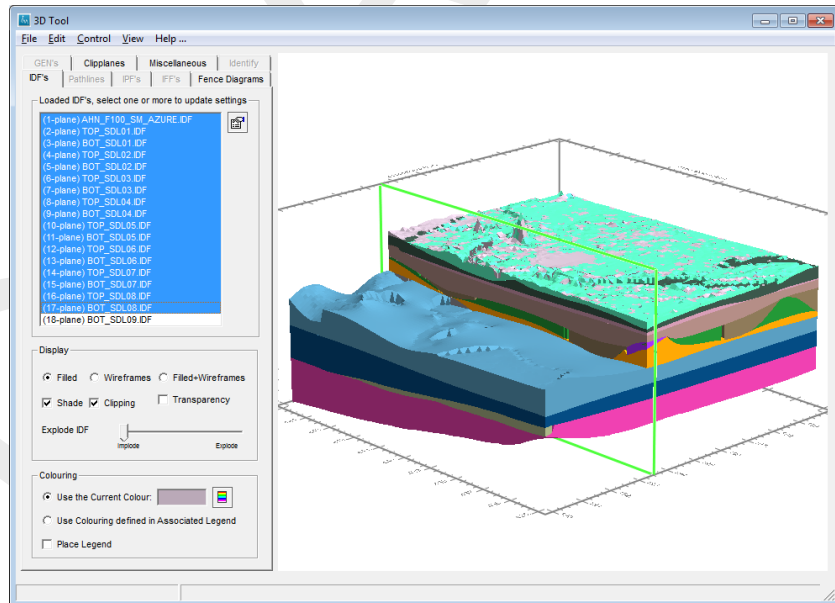 3D Tool
File Edit Control View Help ...
GEN's Clipplanes Miscellaneous Identify
IDF's Pathlines IPF's IFF's Fence Diagrams
Loaded IDF's, select one or more to update settings
(1-plane) AHN_F100_SM_AZURE.IDF
(2-plane) TOP_SDL01.IDF
(3-plane) BOT_SDL01.IDF
(4-plane) TOP_SDL02.IDF
(5-plane) BOT_SDL02.IDF
(6-plane) TOP_SDL03.IDF
(7-plane) BOT_SDL03.IDF
(8-plane) TOP_SDL04.IDF
(9-plane) BOT_SDL04.IDF
(10-plane) TOP_SDL05.IDF
(11-plane) BOT_SDL05.IDF
(12-plane) TOP_SDL06.IDF
(13-plane) BOT_SDL06.IDF
(14-plane) TOP_SDL07.IDF
(15-plane) BOT_SDL07.IDF
(16-plane) TOP_SDL08.IDF
(17-plane) BOT_SDL08.IDF
(18-plane) BOT_SDL09.IDF
Display
Filled Wireframes Filled+Wireframes
Shade Clipping Transparency
Explode IDF
Implode Explode
Colouring
Use the Current Colour:
Use Colouring defined in Associated Legend
Place Legend